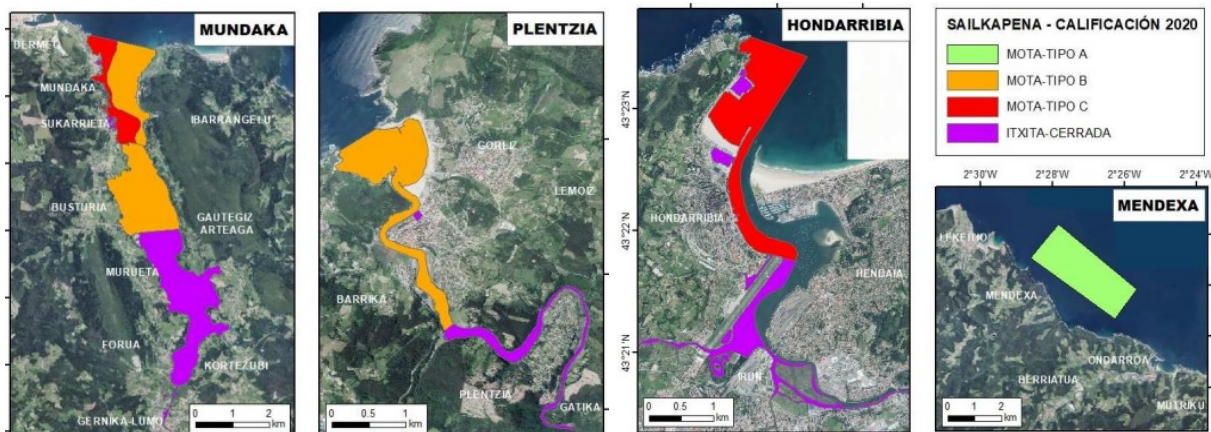 MUNDAKA
BERMEO
MUNDAKA
SUKARRIETA
IBARRANGELU
BUSTURIA
GAUTEGIZ
ARTEAGA
MURUETA
FORUA
KORTEZUBI
GERNIKA-LUMO
0 1 2
km
PLENTZIA
GORLIZ
LEMOIZ
BARRIKA
PLENTZIA
GATIKA
0 0.5 1
km
HONDARRIBIA
43°23'N
43°22'N
43°21'N
HONDARRIBIA
HENDAIA
IRUN
0 0.5 1
km
SAILKAPENA - CALIFICACIÓN 2020
MOTA-TIPO A
MOTA-TIPO B
MOTA-TIPO C
ITXITA-CERRADA
2°30'W 2°28'W 2°26'W 2°24'W
MENDEXA
LEKEITIO
MENDEXA
ONDARROA
BERRIATUA
MUTRIKU
0 1 2
km